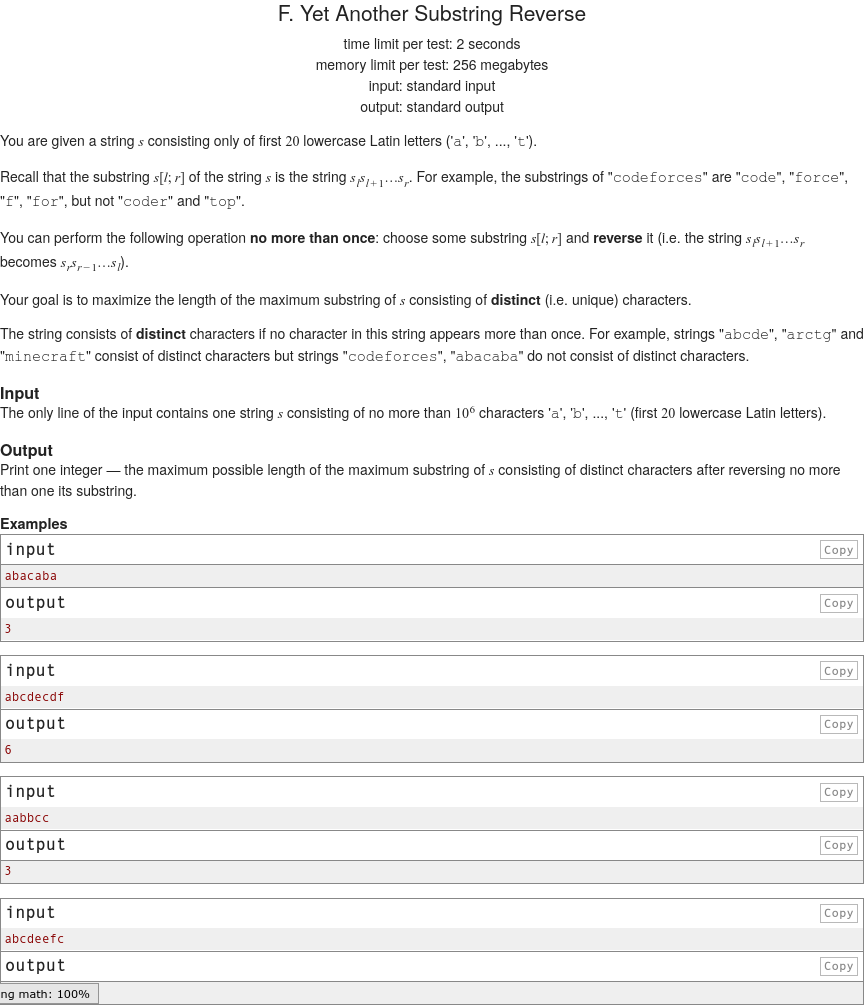 F. Yet Another Substring Reverse
time limit per test: 2 seconds
memory limit per test: 256 megabytes
input: standard input
output: standard output
You are given a string s consisting only of first 20 lowercase Latin letters ('a', 'b', ..., 't').
Recall that the substring s[l; r] of the string s is the string s_l s_{l+1}…s_r. For example, the substrings of "codeforces" are "code", "force",
"f", "for", but not "coder" and "top".
You can perform the following operation no more than once: choose some substring s[l; r] and reverse it (i.e. the string s_l s_{l+1}…s_r
becomes s_r s_{r−1}…s_l).
Your goal is to maximize the length of the maximum substring of s consisting of distinct (i.e. unique) characters.
The string consists of distinct characters if no character in this string appears more than once. For example, strings "abcde", "arctg" and
"minecraft" consist of distinct characters but strings "codeforces", "abacaba" do not consist of distinct characters.
Input
The only line of the input contains one string s consisting of no more than 10^6 characters 'a', 'b', ..., 't' (first 20 lowercase Latin letters).
Output
Print one integer — the maximum possible length of the maximum substring of s consisting of distinct characters after reversing no more
than one its substring.
Examples
input Copy
abacaba
output Copy
3
input Copy
abcdecdf
output Copy
6
input Copy
aabbcc
output Copy
3
input Copy
abcdeefc
output Copy
ng math: 100%